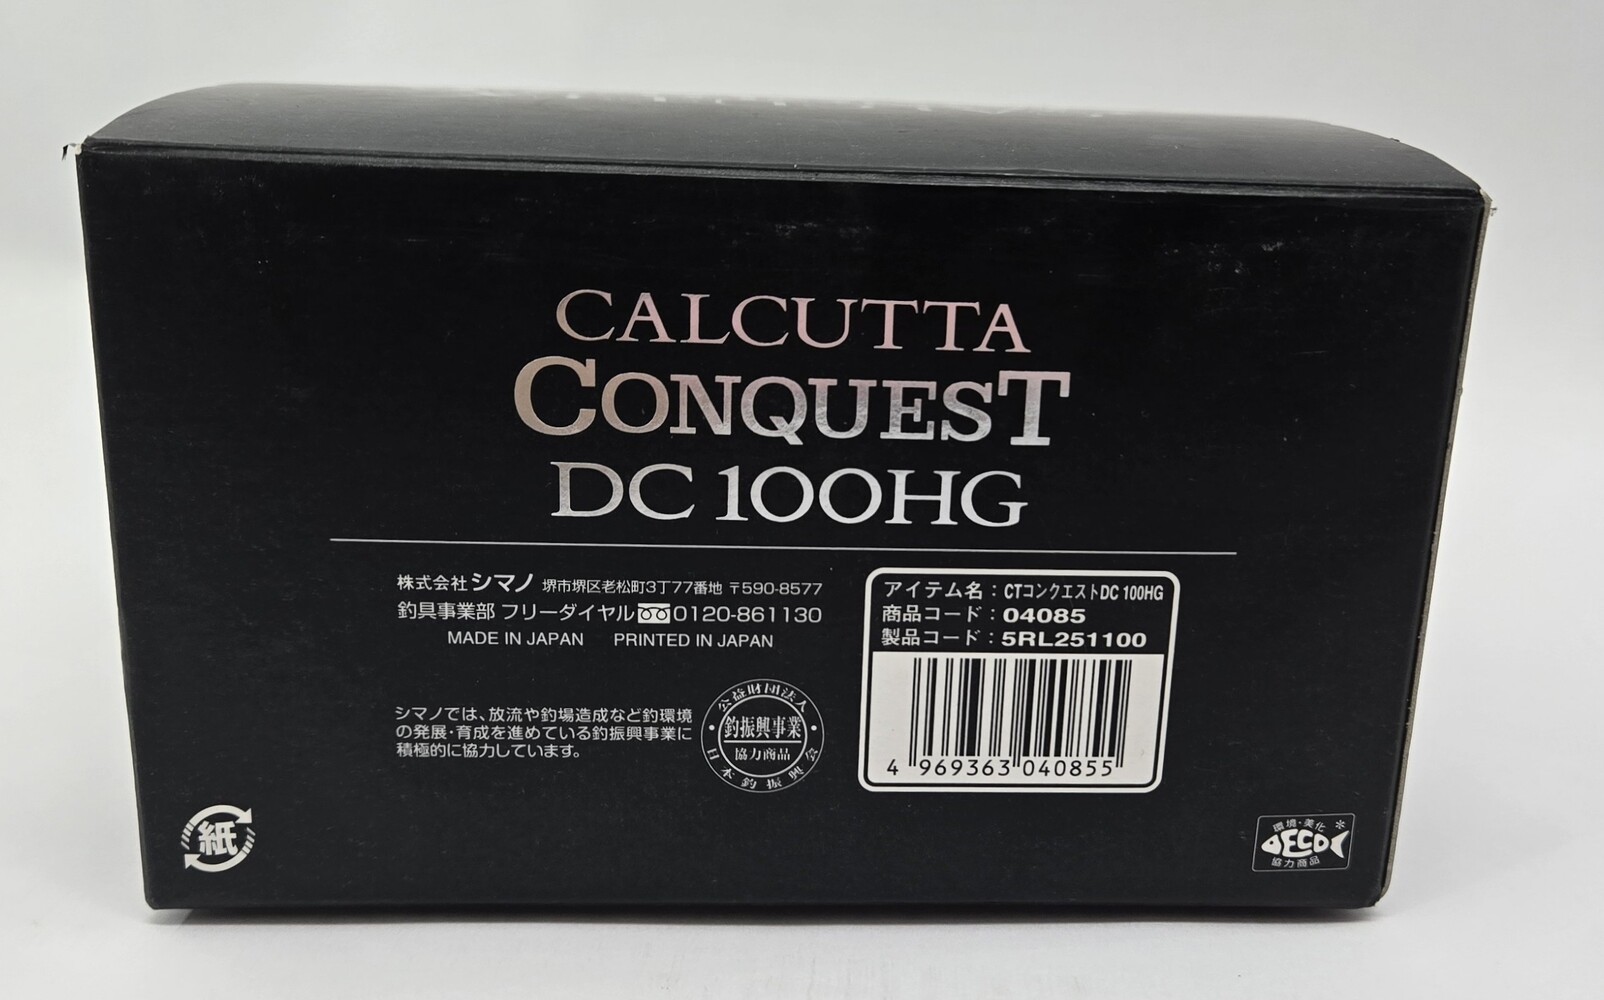 CALCUTTA
CONQUEST
DC 100HG
株式会社 シマノ 堺市堺区老松町3丁77番地 〒590-8577
釣具事業部 フリーダイヤル 0120-861130
MADE IN JAPAN PRINTED IN JAPAN
アイテム名：CTコンクエストDC 100HG
商品コード：04085
製品コード：5RL251100
4 969363 040855
シマノでは、放流や釣場造成など釣環境
の発展・育成を進めている釣振興事業に
積極的に協力しています。
公益財団法人
釣振興事業
協力商品
日本釣振興会
紙
環境・美化
ECO
協力商品